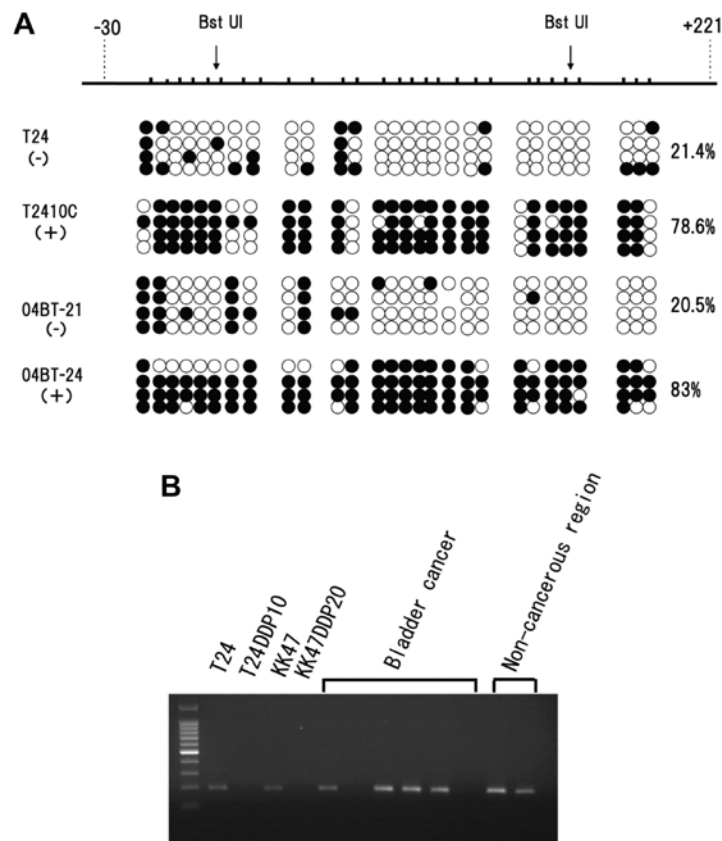 A
-30
Bst UI
Bst UI
+221
T24
(-)
21.4%
T2410C
(+)
78.6%
04BT-21
(-)
20.5%
04BT-24
(+)
83%
B
T24
T24DDP10
KK47
KK47DDP20
Bladder cancer
Non-cancerous region